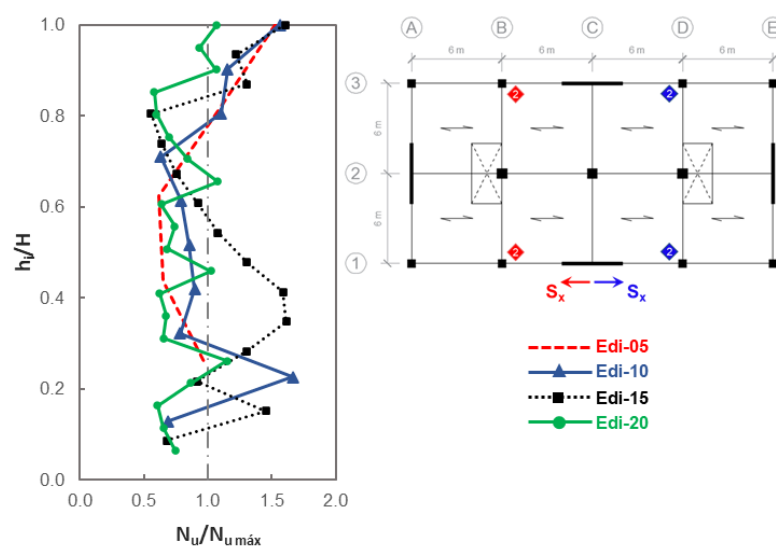 1.0
0.8
0.6
0.4
0.2
0.0
hᵢ/H
0.0 0.5 1.0 1.5 2.0
Nᵤ/Nᵤ ₘáₓ
A B C D E
6 m 6 m 6 m 6 m
3
2 2
6 m
2
6 m
2 2
1
Sₓ Sₓ
Edi-05
Edi-10
Edi-15
Edi-20